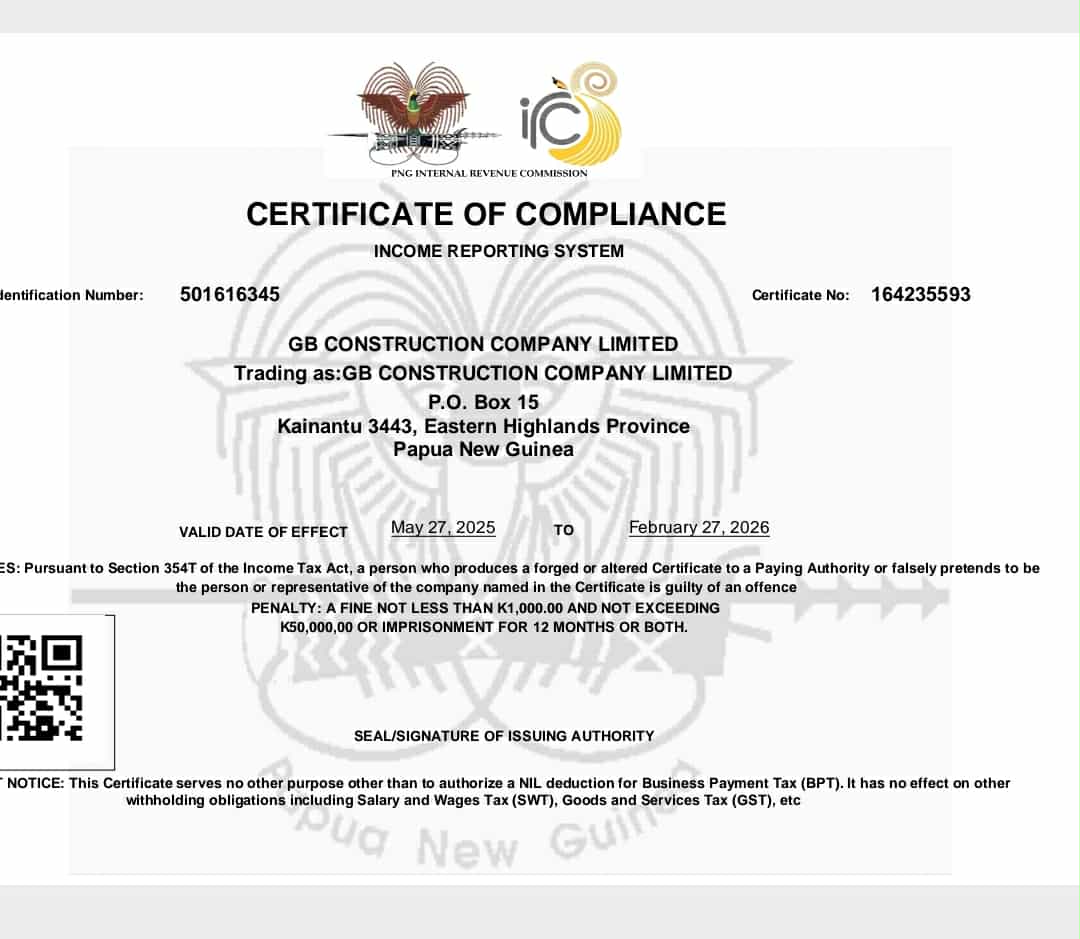 irc
PNG INTERNAL REVENUE COMMISSION
CERTIFICATE OF COMPLIANCE
INCOME REPORTING SYSTEM
dentification Number: 501616345 Certificate No: 164235593
GB CONSTRUCTION COMPANY LIMITED
Trading as:GB CONSTRUCTION COMPANY LIMITED
P.O. Box 15
Kainantu 3443, Eastern Highlands Province
Papua New Guinea
VALID DATE OF EFFECT May 27, 2025 TO February 27, 2026
ES: Pursuant to Section 354T of the Income Tax Act, a person who produces a forged or altered Certificate to a Paying Authority or falsely pretends to be
the person or representative of the company named in the Certificate is guilty of an offence
PENALTY: A FINE NOT LESS THAN K1,000.00 AND NOT EXCEEDING
K50,000,00 OR IMPRISONMENT FOR 12 MONTHS OR BOTH.
SEAL/SIGNATURE OF ISSUING AUTHORITY
T NOTICE: This Certificate serves no other purpose other than to authorize a NIL deduction for Business Payment Tax (BPT). It has no effect on other
withholding obligations including Salary and Wages Tax (SWT), Goods and Services Tax (GST), etc
Papua New Guinea